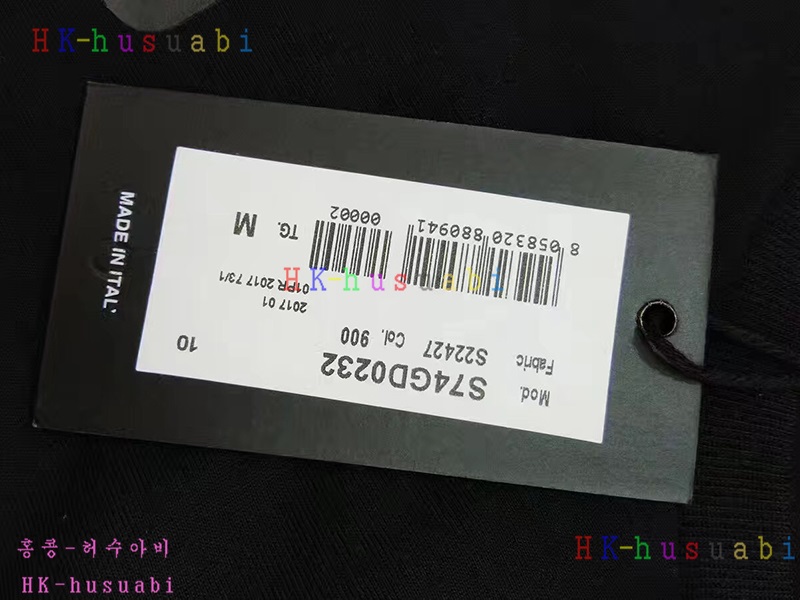 HK-husuabi
MADE IN ITALY
Mod. S74GD0232
Fabric S22427 Col. 900
10
2017 01
01PR 2017 73/1
8 058320 880941
00002
TG. M
HK-husuabi
홍콩-허수아비
HK-husuabi
HK-husuabi